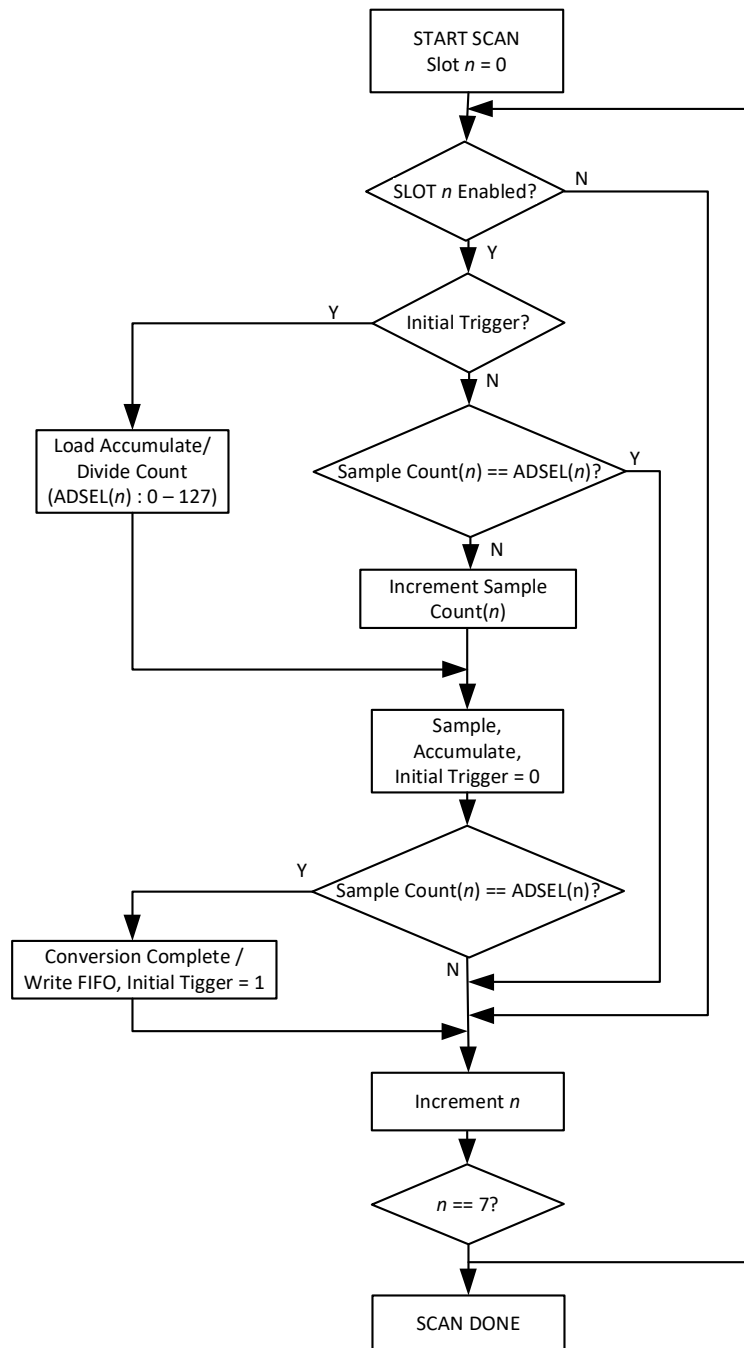 START SCAN
Slot n = 0
SLOT n Enabled?
N
Y
Initial Trigger?
Y
N
Load Accumulate/
Divide Count
(ADSEL(n) : 0 – 127)
Sample Count(n) == ADSEL(n)?
Y
N
Increment Sample
Count(n)
Sample,
Accumulate,
Initial Trigger = 0
Sample Count(n) == ADSEL(n)?
Y
N
Conversion Complete /
Write FIFO, Initial Tigger = 1
Increment n
n == 7?
SCAN DONE